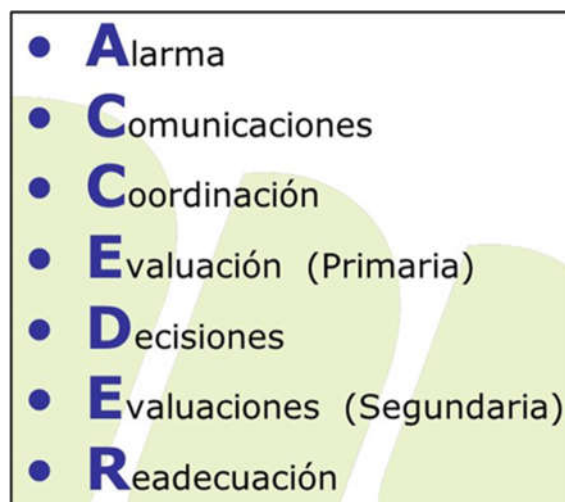 • Alarma
• Comunicaciones
• Coordinación
• Evaluación (Primaria)
• Decisiones
• Evaluaciones (Segundaria)
• Readecuación